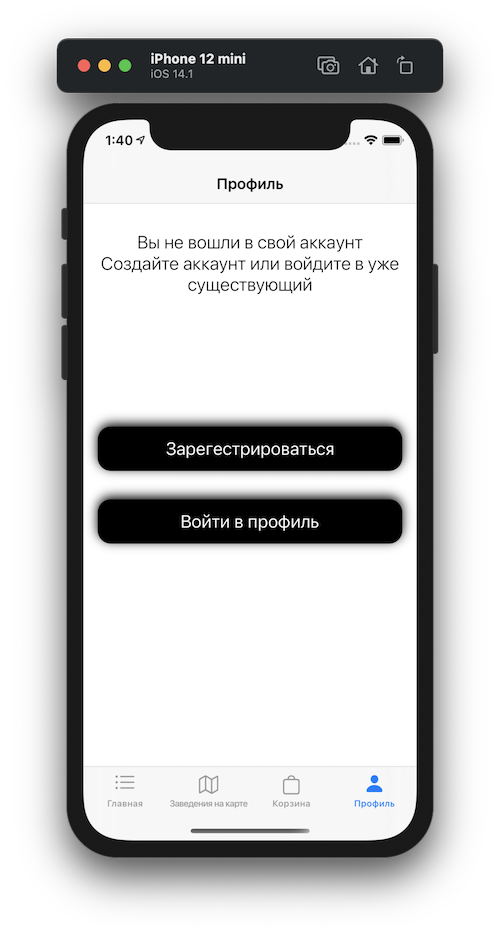 iPhone 12 mini
iOS 14.1
1:40
Профиль
Вы не вошли в свой аккаунт
Создайте аккаунт или войдите в уже
существующий
Зарегестрироваться
Войти в профиль
Главная
Заведения на карте
Корзина
Профиль